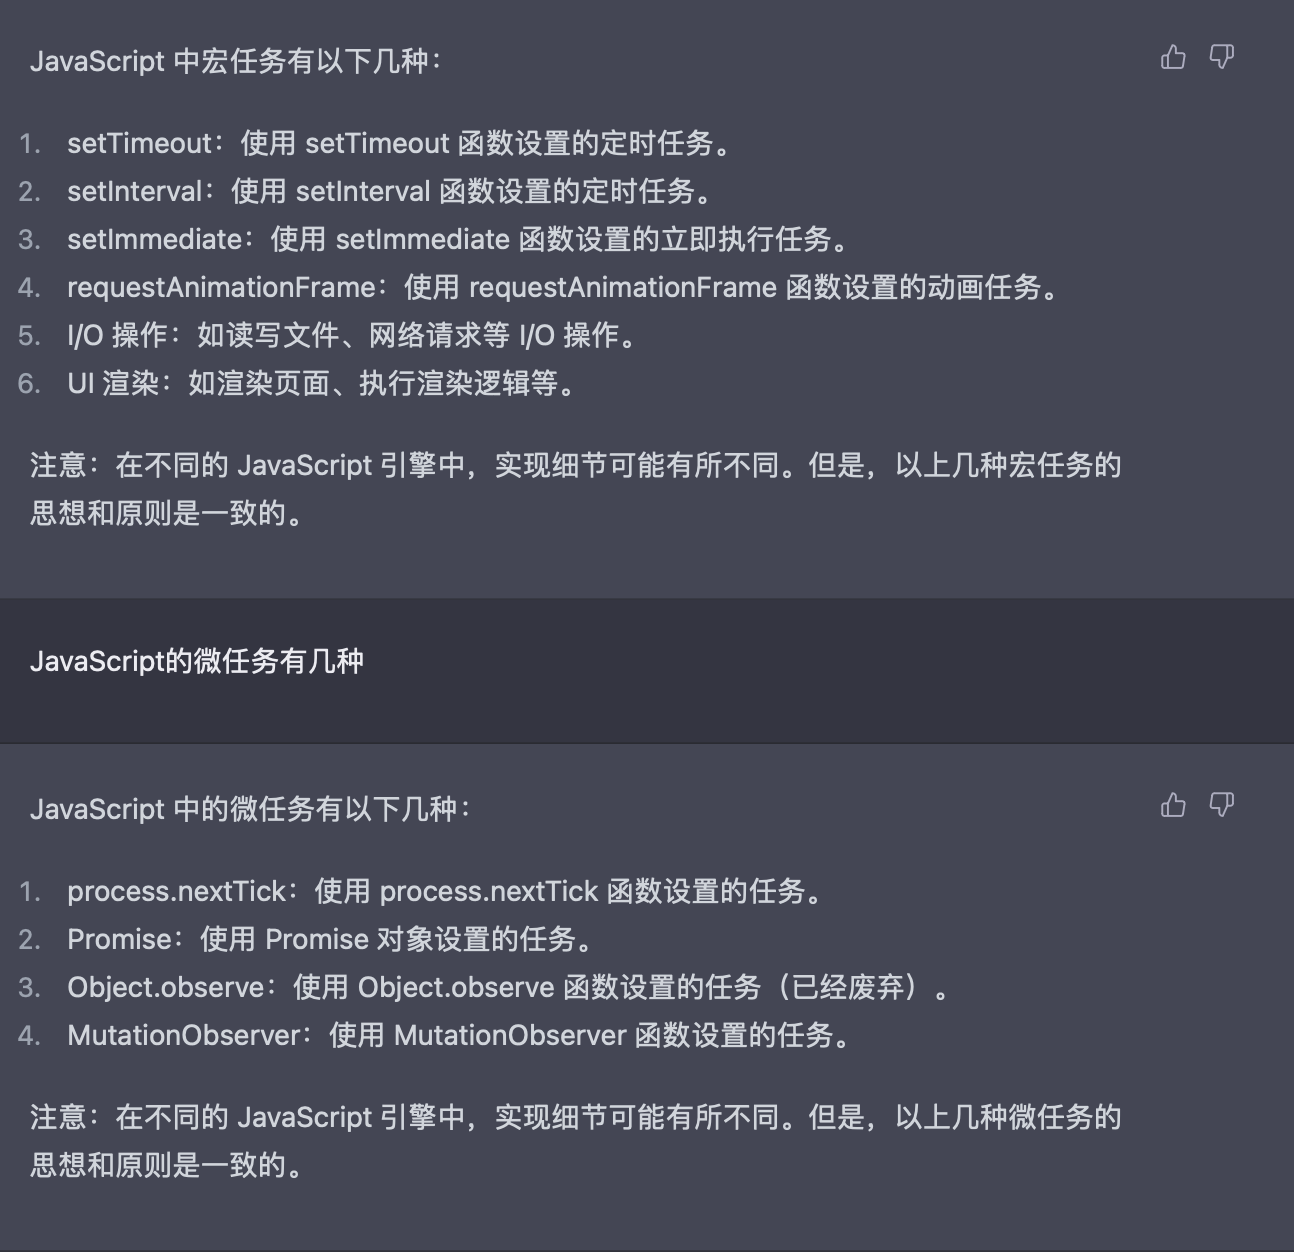 JavaScript 中宏任务有以下几种：
1. setTimeout：使用 setTimeout 函数设置的定时任务。
2. setInterval：使用 setInterval 函数设置的定时任务。
3. setImmediate：使用 setImmediate 函数设置的立即执行任务。
4. requestAnimationFrame：使用 requestAnimationFrame 函数设置的动画任务。
5. I/O 操作：如读写文件、网络请求等 I/O 操作。
6. UI 渲染：如渲染页面、执行渲染逻辑等。
注意：在不同的 JavaScript 引擎中，实现细节可能有所不同。但是，以上几种宏任务的
思想和原则是一致的。
JavaScript的微任务有几种
JavaScript 中的微任务有以下几种：
1. process.nextTick：使用 process.nextTick 函数设置的任务。
2. Promise：使用 Promise 对象设置的任务。
3. Object.observe：使用 Object.observe 函数设置的任务（已经废弃）。
4. MutationObserver：使用 MutationObserver 函数设置的任务。
注意：在不同的 JavaScript 引擎中，实现细节可能有所不同。但是，以上几种微任务的
思想和原则是一致的。